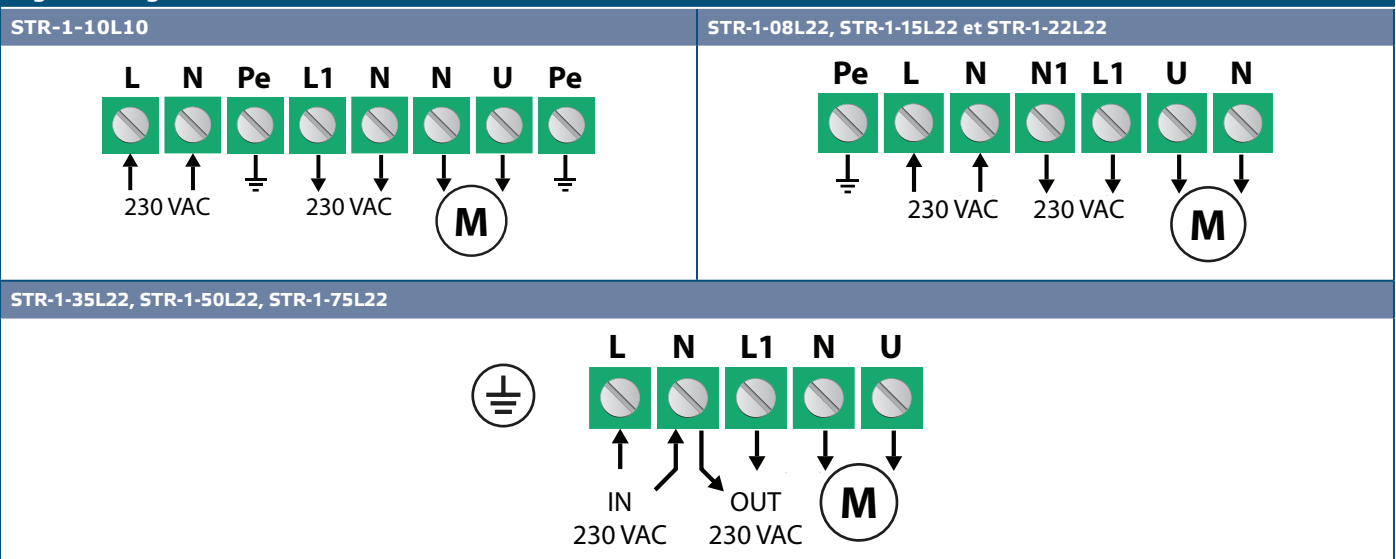 STR-1-10L10
L N Pe L1 N N U Pe
230 VAC 230 VAC
M
STR-1-08L22, STR-1-15L22 et STR-1-22L22
Pe L N N1 L1 U N
230 VAC 230 VAC
M
STR-1-35L22, STR-1-50L22, STR-1-75L22
L N L1 N U
IN OUT
230 VAC 230 VAC
M